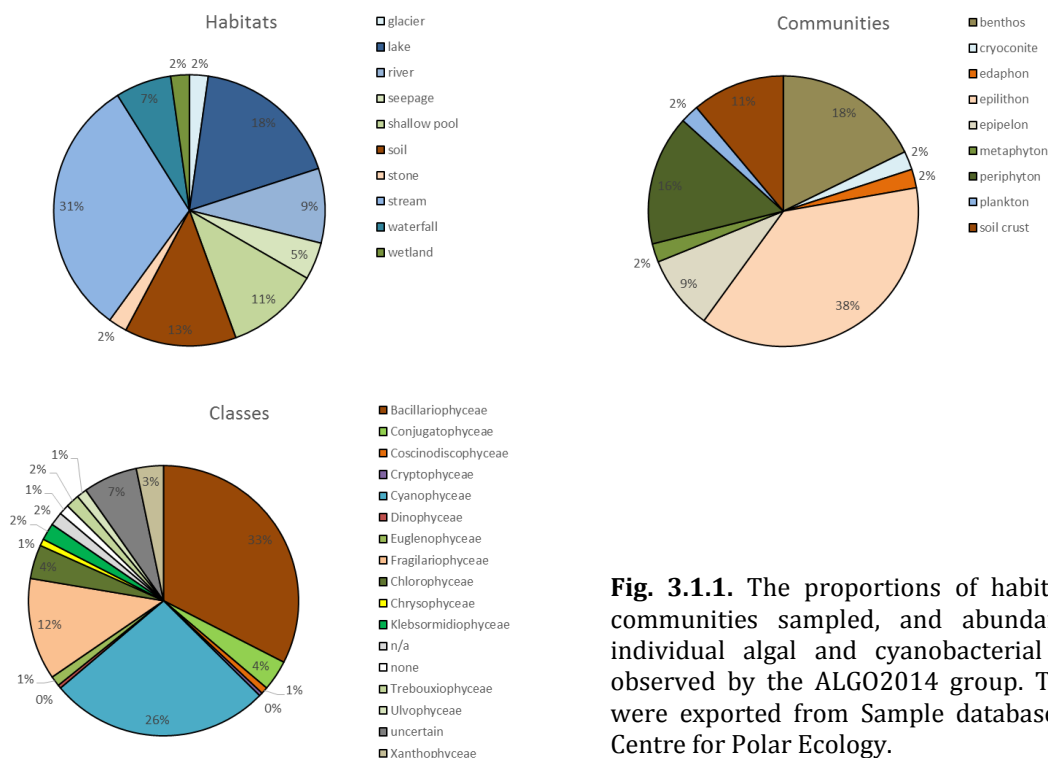 Habitats
2%
2%
7%
18%
31%
9%
5%
11%
13%
2%
glacier
lake
river
seepage
shallow pool
soil
stone
stream
waterfall
wetland
Communities
2%
11%
18%
2%
2%
16%
2%
9%
38%
benthos
cryoconite
edaphon
epilithon
epipelon
metaphyton
periphyton
plankton
soil crust
Classes
1%
2%
1%
2%
2%
1%
4%
12%
1%
0%
7%
3%
33%
4%
1%
0%
26%
Bacillariophyceae
Conjugatophyceae
Coscinodiscophyceae
Cryptophyceae
Cyanophyceae
Dinophyceae
Euglenophyceae
Fragilariophyceae
Chlorophyceae
Chrysophyceae
Klebsormidiophyceae
n/a
none
Trebouxiophyceae
Ulvophyceae
uncertain
Xanthophyceae
Fig. 3.1.1. The proportions of habit
communities sampled, and abunda
individual algal and cyanobacterial
observed by the ALGO2014 group. T
were exported from Sample database
Centre for Polar Ecology.